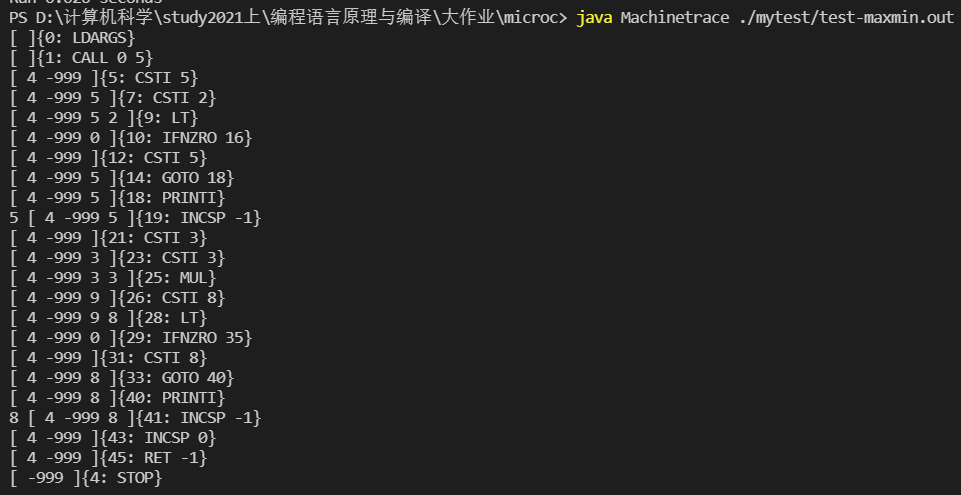 PS D:\计算机科学\study2021上\编程语言原理与编译\大作业\microc> java Machinetrace ./mytest/test-maxmin.out
[ ]{0: LDARGS}
[ ]{1: CALL 0 5}
[ 4 -999 ]{5: CSTI 5}
[ 4 -999 5 ]{7: CSTI 2}
[ 4 -999 5 2 ]{9: LT}
[ 4 -999 0 ]{10: IFNZRO 16}
[ 4 -999 ]{12: CSTI 5}
[ 4 -999 5 ]{14: GOTO 18}
[ 4 -999 5 ]{18: PRINTI}
5 [ 4 -999 5 ]{19: INCSP -1}
[ 4 -999 ]{21: CSTI 3}
[ 4 -999 3 ]{23: CSTI 3}
[ 4 -999 3 3 ]{25: MUL}
[ 4 -999 9 ]{26: CSTI 8}
[ 4 -999 9 8 ]{28: LT}
[ 4 -999 0 ]{29: IFNZRO 35}
[ 4 -999 ]{31: CSTI 8}
[ 4 -999 8 ]{33: GOTO 40}
[ 4 -999 8 ]{40: PRINTI}
8 [ 4 -999 8 ]{41: INCSP -1}
[ 4 -999 ]{43: INCSP 0}
[ 4 -999 ]{45: RET -1}
[ -999 ]{4: STOP}